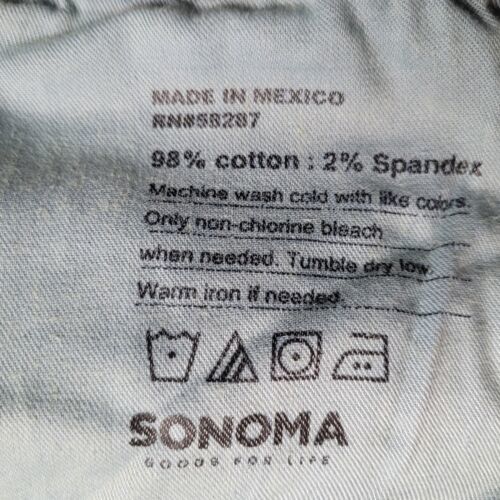 MADE IN MEXICO
RN#58287
98% cotton : 2% Spandex
Machine wash cold with like colors.
Only non-chlorine bleach
when needed. Tumble dry low.
Warm iron if needed.
SONOMA
GOODS FOR LIFE